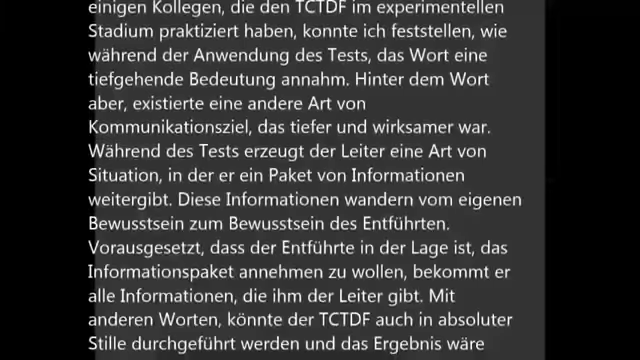 einigen Kollegen, die den TCTDF im experimentellen
Stadium praktiziert haben, konnte ich feststellen, wie
während der Anwendung des Tests, das Wort eine
tiefgehende Bedeutung annahm. Hinter dem Wort
aber, existierte eine andere Art von
Kommunikationsziel, das tiefer und wirksamer war.
Während des Tests erzeugt der Leiter eine Art von
Situation, in der er ein Paket von Informationen
weitergibt. Diese Informationen wandern vom eigenen
Bewusstsein zum Bewusstsein des Entführten.
Vorausgesetzt, dass der Entführte in der Lage ist, das
Informationspaket annehmen zu wollen, bekommt er
alle Informationen, die ihm der Leiter gibt. Mit
anderen Worten, könnte der TCTDF auch in absoluter
Stille durchgeführt werden und das Ergebnis wäre